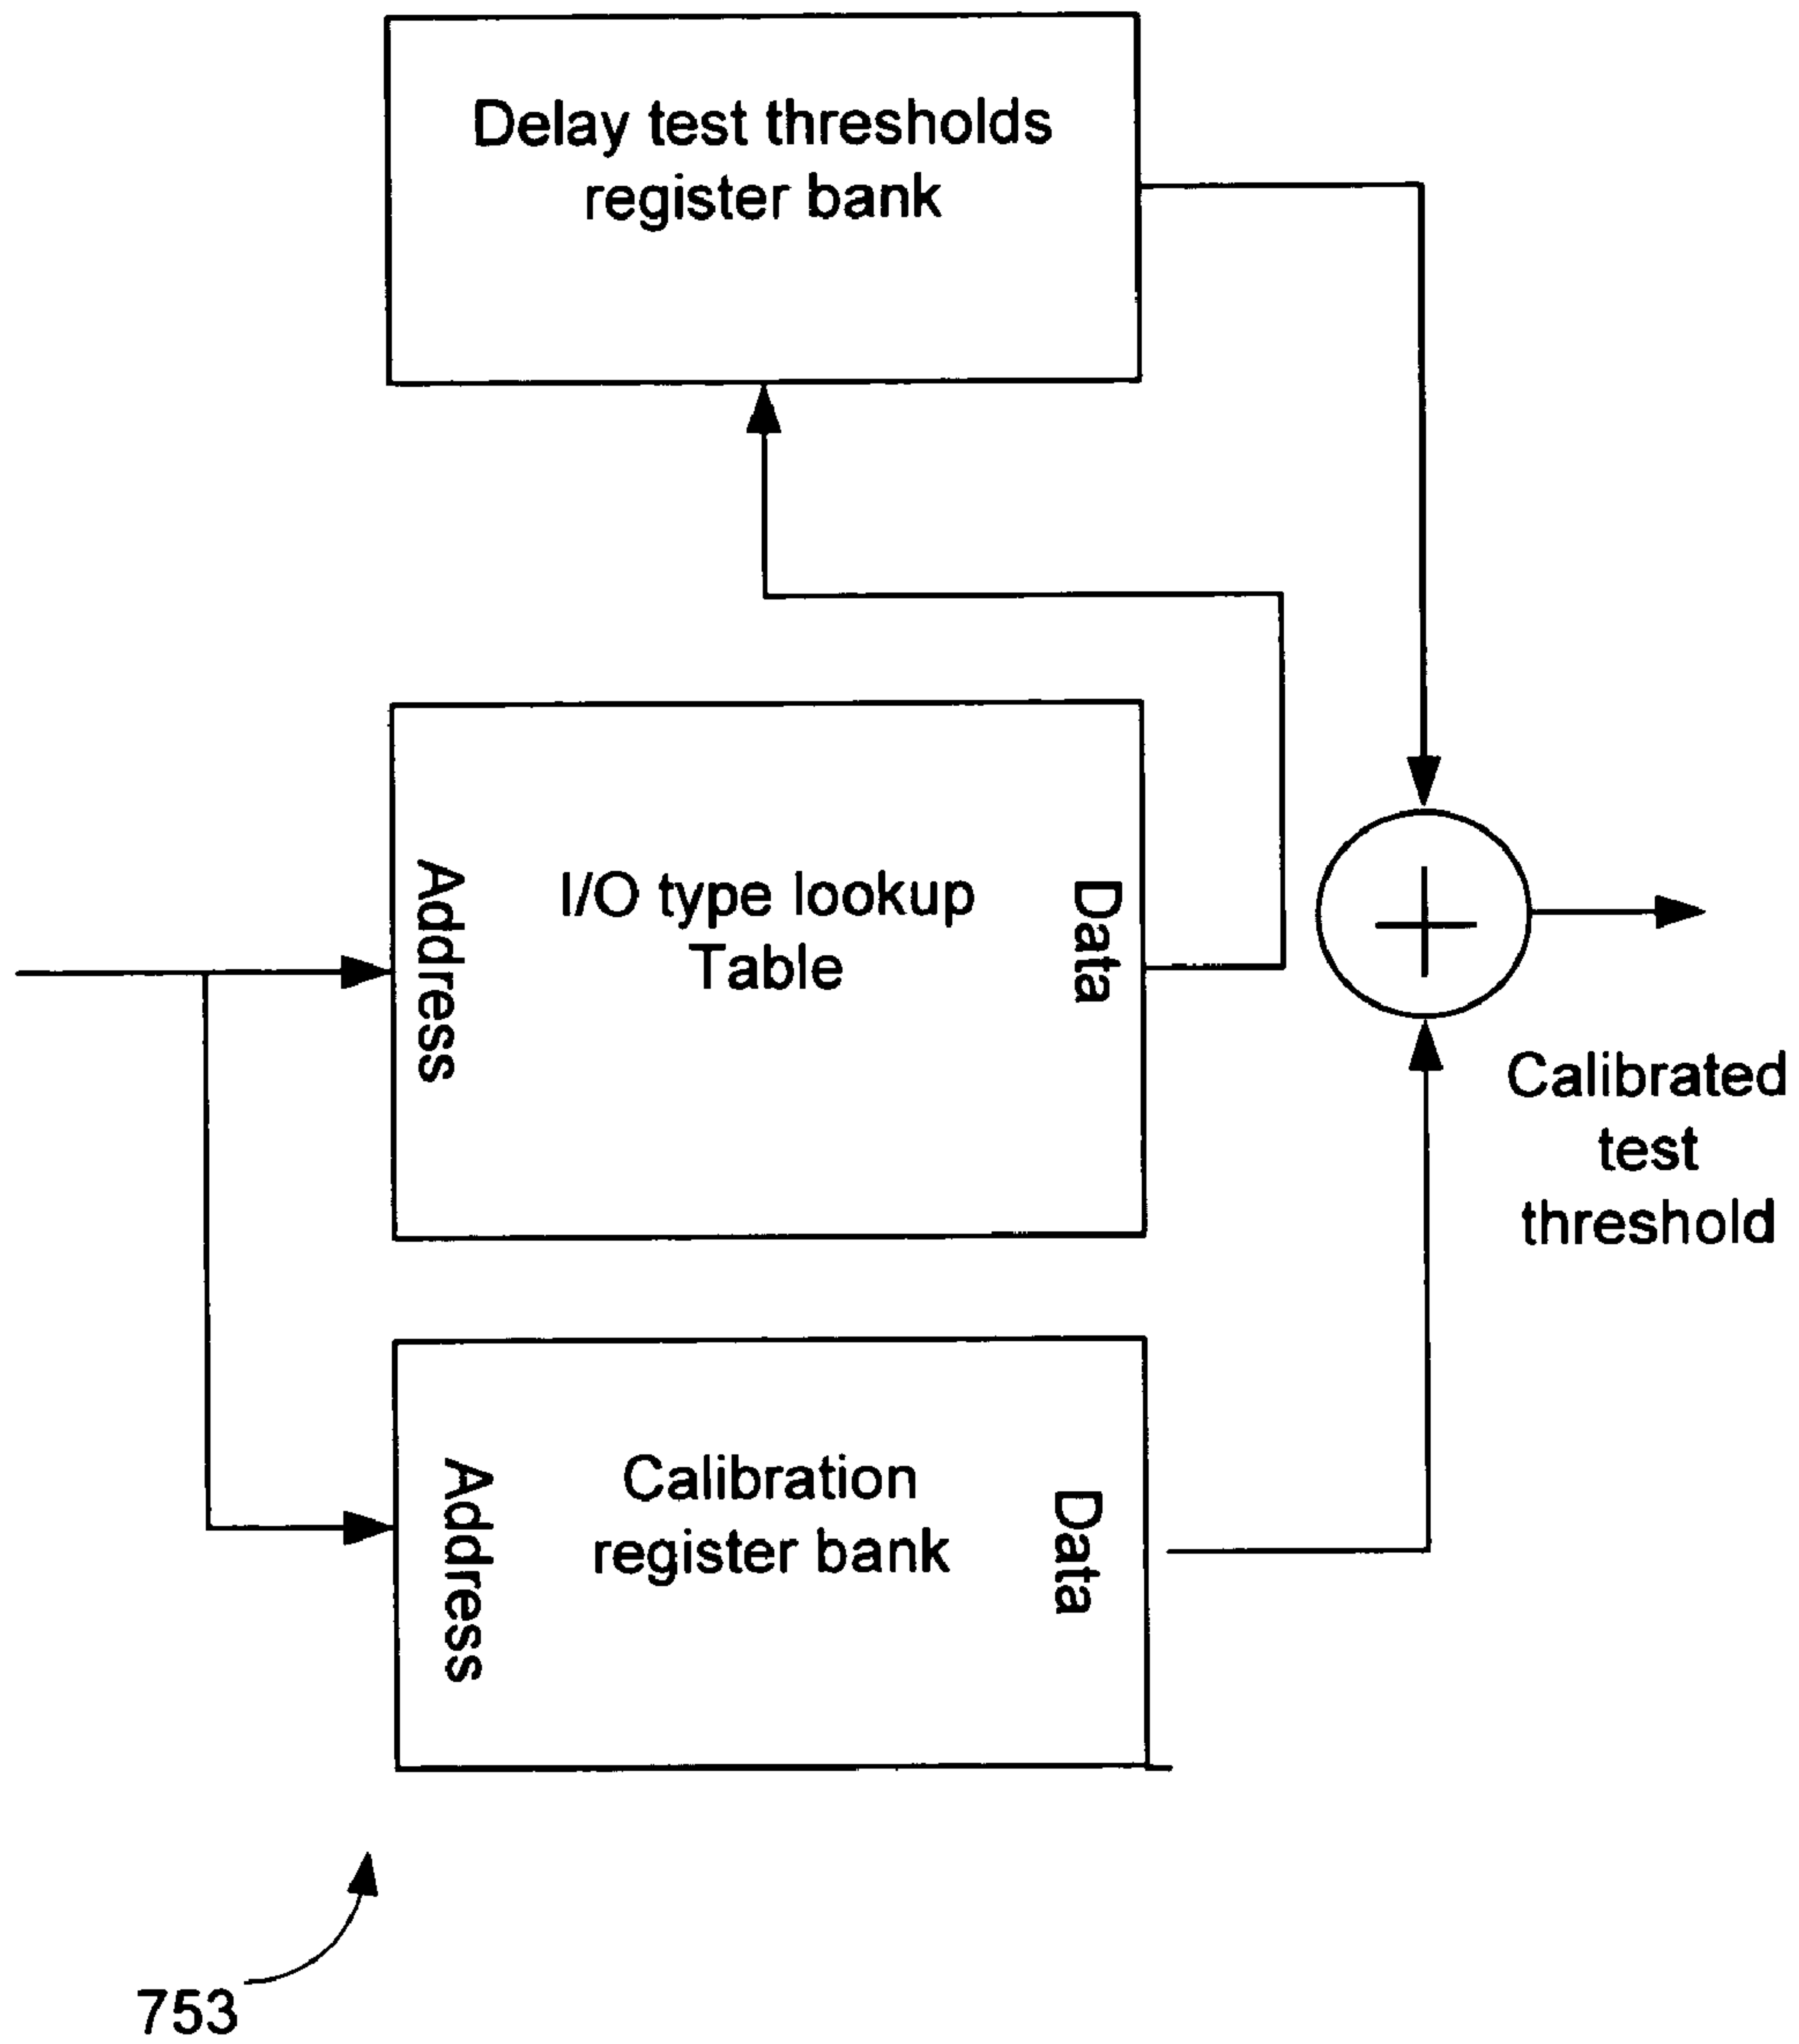 Delay test thresholds
register bank
Address
I/O type lookup
Table
Data
Calibrated
test
threshold
Address
Calibration
register bank
Data
753